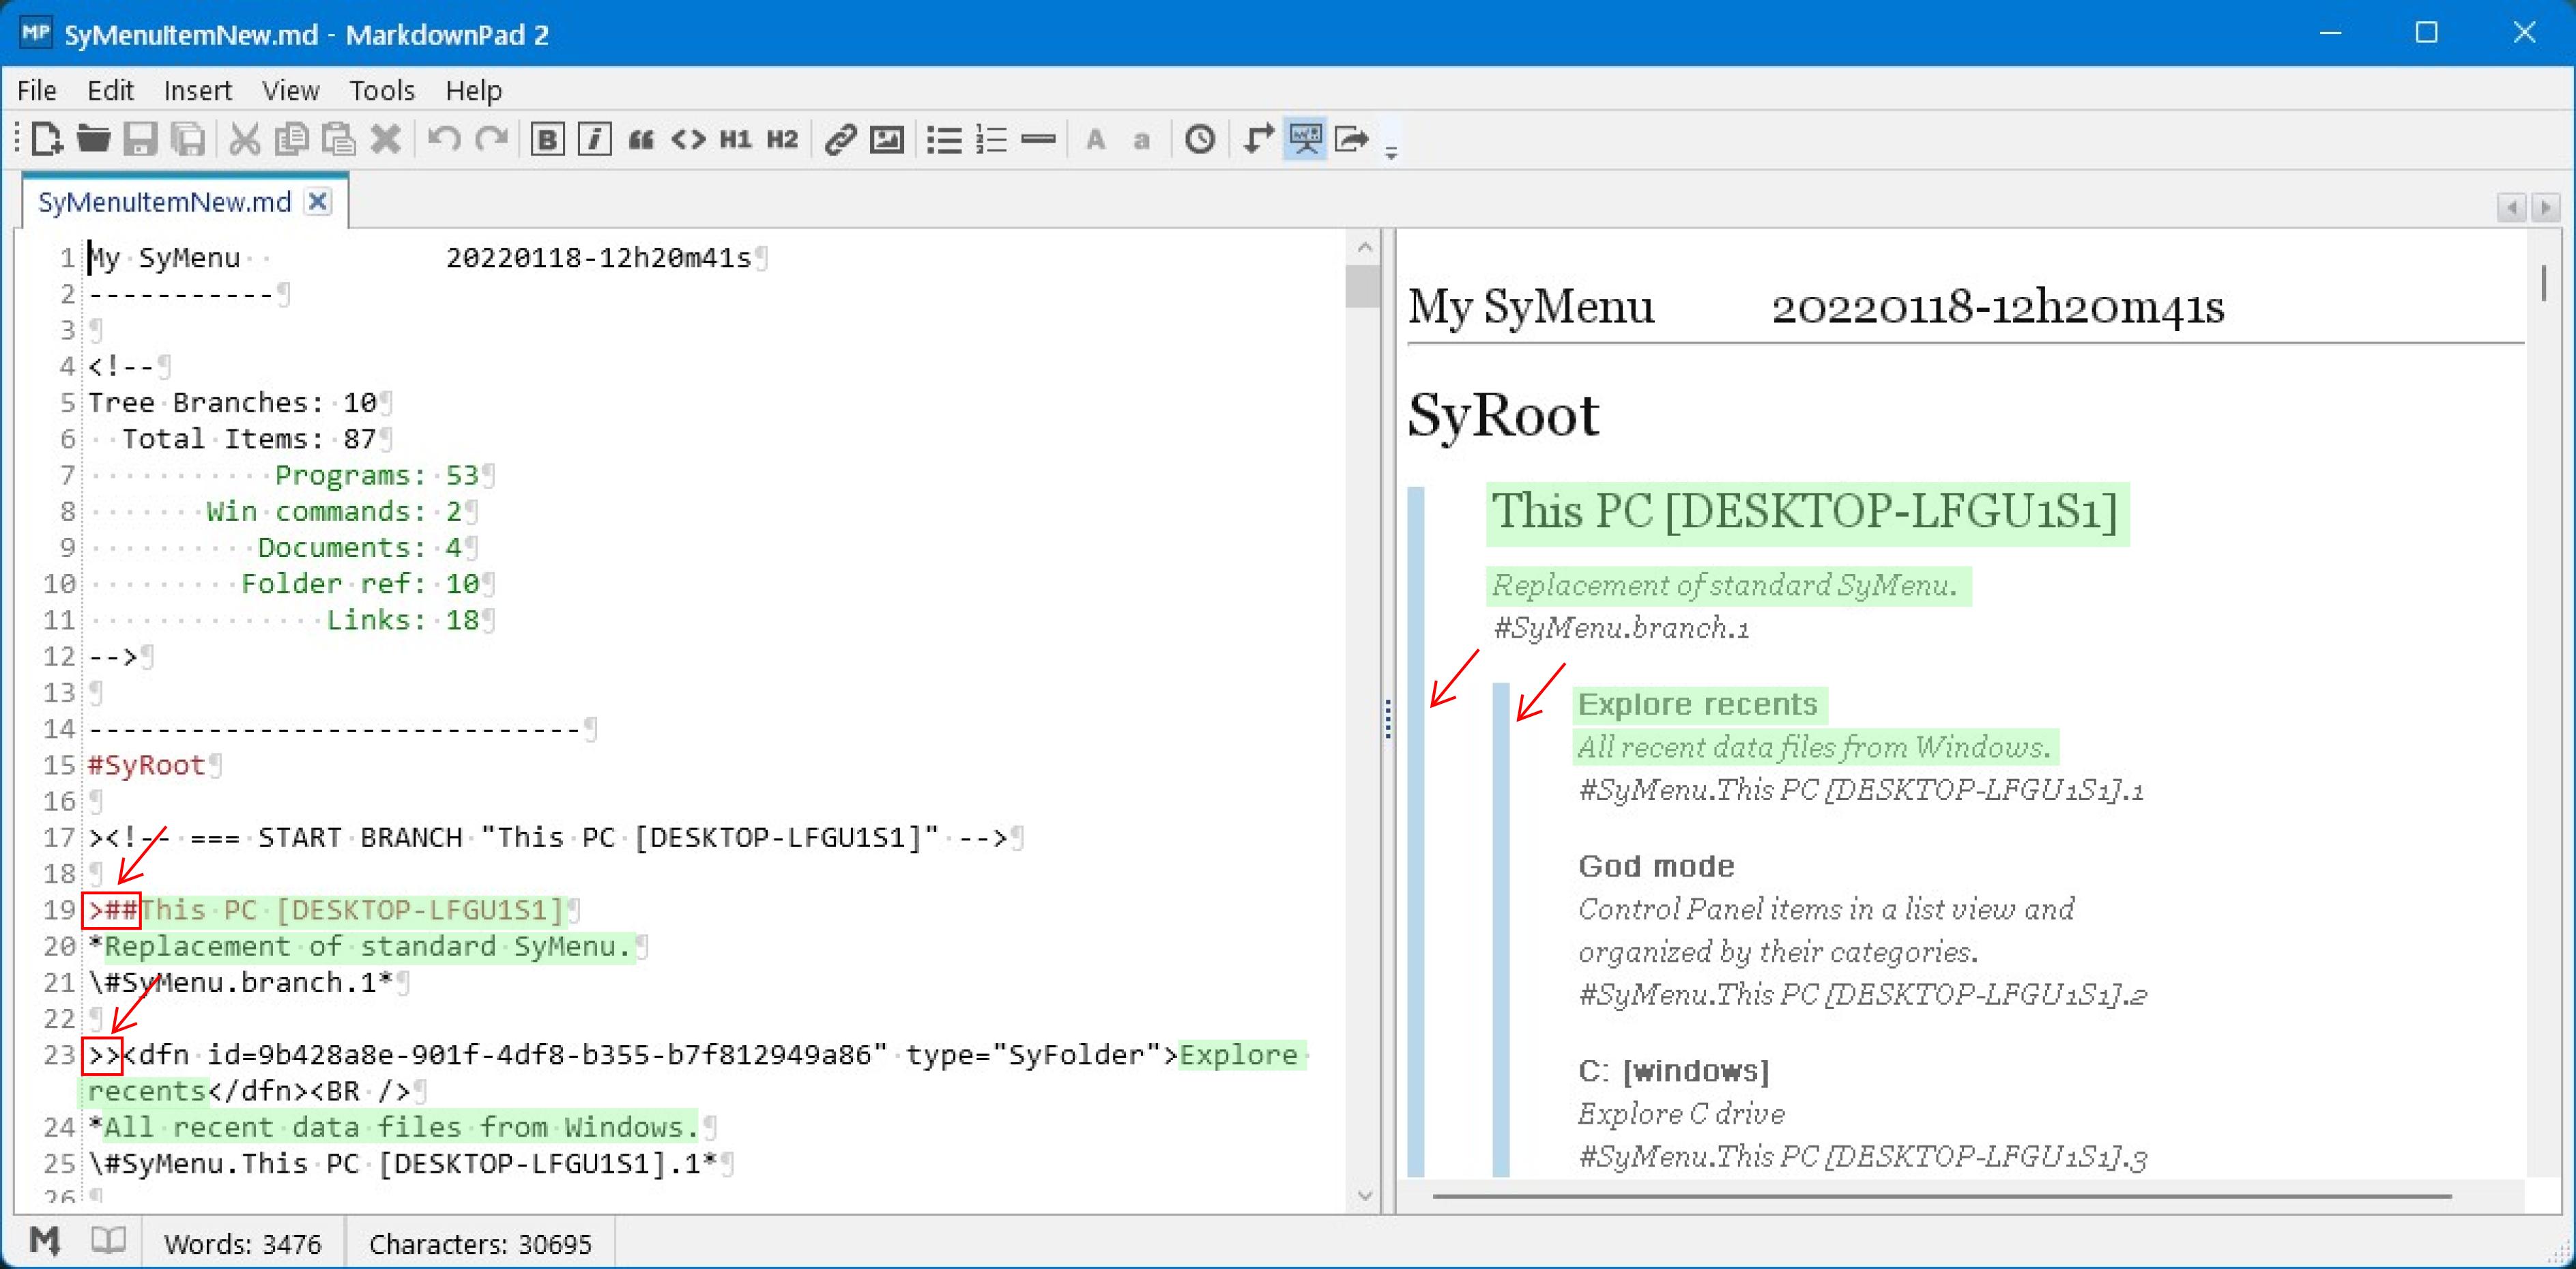 MP SyMenuItemNew.md - MarkdownPad 2
File Edit Insert View Tools Help
B i “ <> H1 H2 A a
SyMenuItemNew.md
1 My SyMenu 20220118-12h20m41s¶
2 -----------¶
3 ¶
4 <!--¶
5 Tree Branches: 10¶
6 Total Items: 87¶
7 Programs: 53¶
8 Win commands: 2¶
9 Documents: 4¶
10 Folder ref: 10¶
11 Links: 18¶
12 -->¶
13 ¶
14 -----------------------------¶
15 #SyRoot¶
16 ¶
17 ><!-- === START BRANCH "This PC [DESKTOP-LFGU1S1]" -->¶
18 ¶
19 >##This PC [DESKTOP-LFGU1S1]¶
20 *Replacement of standard SyMenu.¶
21 \#SyMenu.branch.1*¶
22 ¶
23 >><dfn id=9b428a8e-901f-4df8-b355-b7f812949a86" type="SyFolder">Explore
recents</dfn><BR />¶
24 *All recent data files from Windows.¶
25 \#SyMenu.This PC [DESKTOP-LFGU1S1].1*¶
26 ¶
My SyMenu 20220118-12h20m41s
SyRoot
This PC [DESKTOP-LFGU1S1]
Replacement of standard SyMenu.
#SyMenu.branch.1
Explore recents
All recent data files from Windows.
#SyMenu.This PC [DESKTOP-LFGU1S1].1
God mode
Control Panel items in a list view and
organized by their categories.
#SyMenu.This PC [DESKTOP-LFGU1S1].2
C: [windows]
Explore C drive
#SyMenu.This PC [DESKTOP-LFGU1S1].3
Words: 3476 Characters: 30695